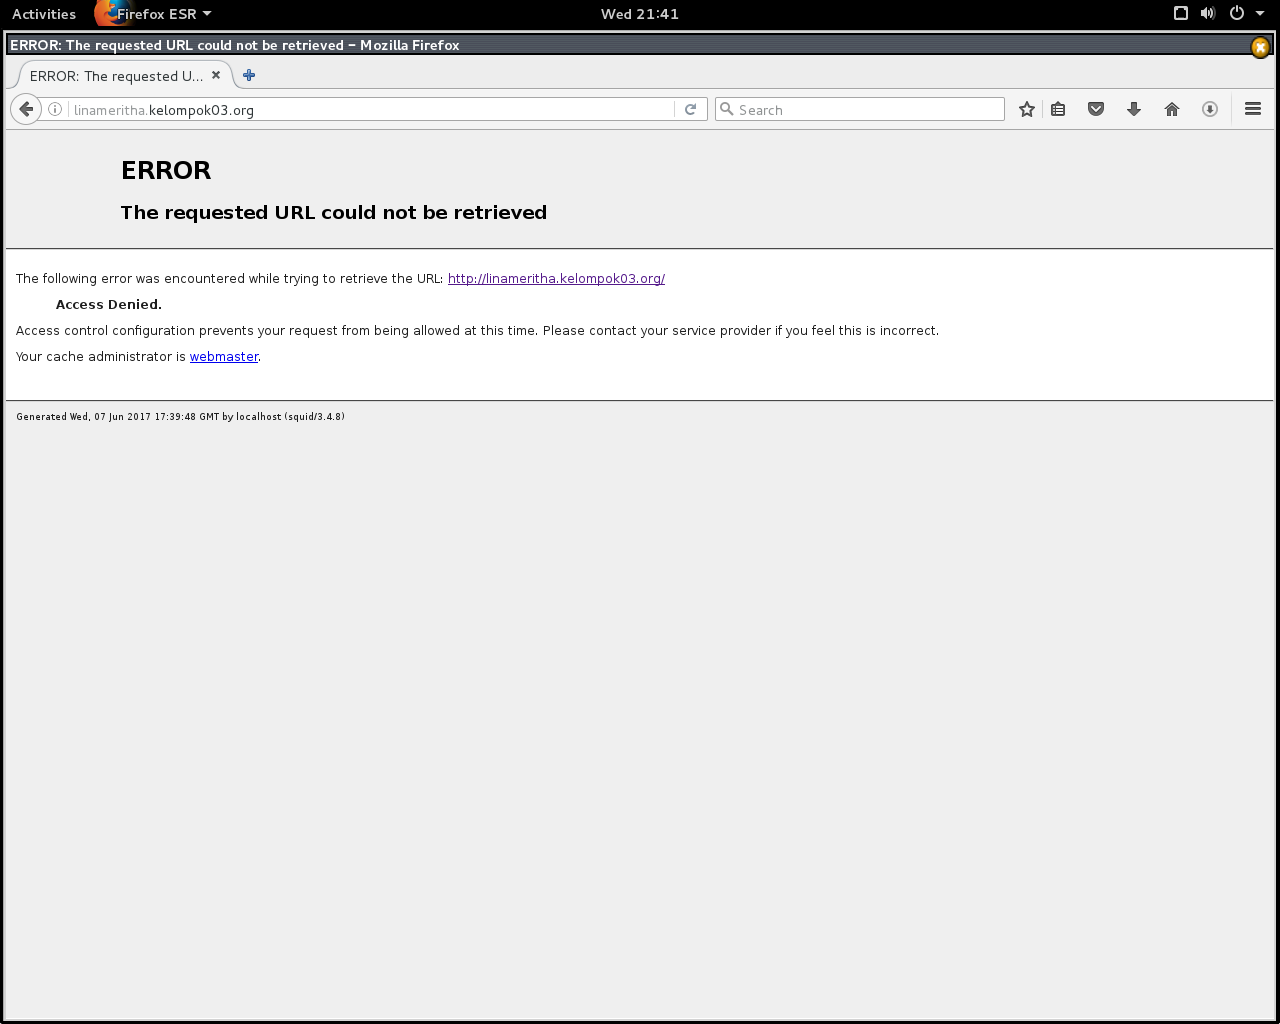 Activities Firefox ESR Wed 21:41
ERROR: The requested URL could not be retrieved – Mozilla Firefox
ERROR: The requested U...
linameritha.kelompok03.org Search
ERROR
The requested URL could not be retrieved
The following error was encountered while trying to retrieve the URL: http://linameritha.kelompok03.org/
Access Denied.
Access control configuration prevents your request from being allowed at this time. Please contact your service provider if you feel this is incorrect.
Your cache administrator is webmaster.
Generated Wed, 07 Jun 2017 17:39:48 GMT by localhost (squid/3.4.8)